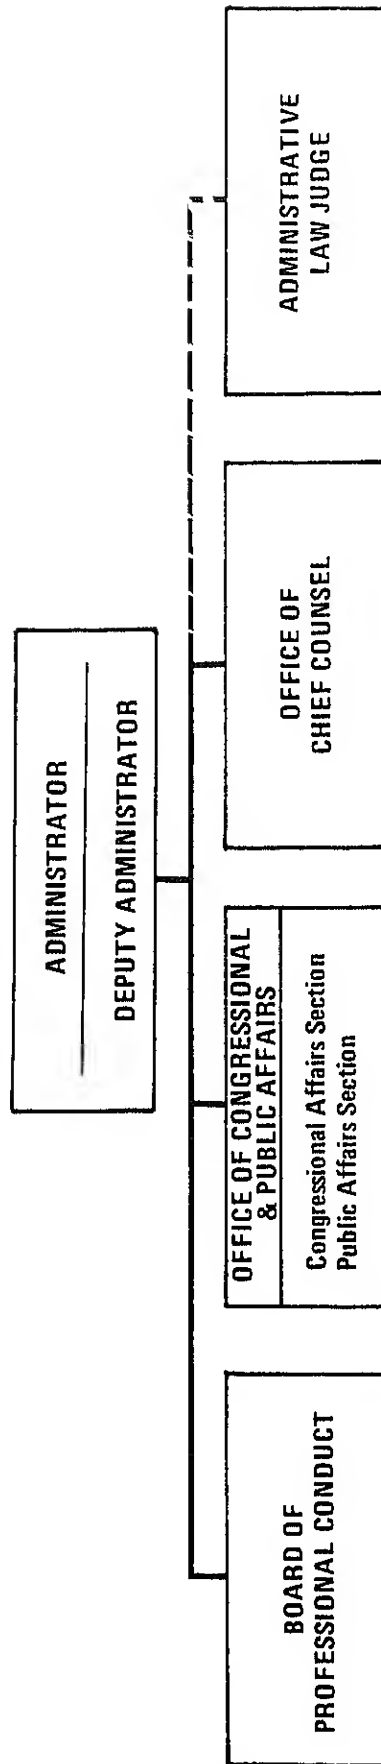 ADMINISTRATOR
DEPUTY ADMINISTRATOR
BOARD OF
PROFESSIONAL CONDUCT
OFFICE OF CONGRESSIONAL
& PUBLIC AFFAIRS
Congressional Affairs Section
Public Affairs Section
OFFICE OF
CHIEF COUNSEL
ADMINISTRATIVE
LAW JUDGE